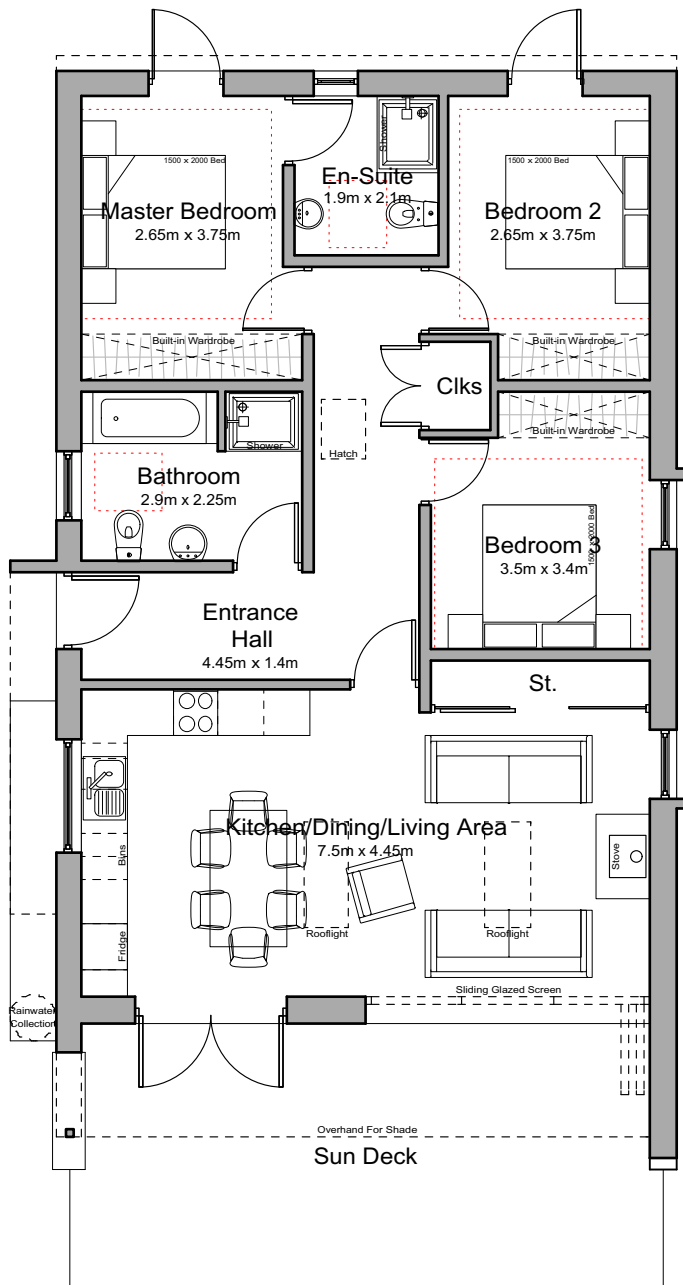 1500 x 2000 Bed
Master Bedroom
2.65m x 3.75m
Built-in Wardrobe
Shower
En-Suite
1.9m x 2.1m
1500 x 2000 Bed
Bedroom 2
2.65m x 3.75m
Built-in Wardrobe
Clks
Hatch
Shower
Bathroom
2.9m x 2.25m
Built-in Wardrobe
1500 x 2000 Bed
Bedroom 3
3.5m x 3.4m
Entrance
Hall
4.45m x 1.4m
St.
Kitchen/Dining/Living Area
7.5m x 4.45m
Bins
Fridge
Rooflight
Rooflight
Stove
Sliding Glazed Screen
Rainwater
Collection
Overhand For Shade
Sun Deck